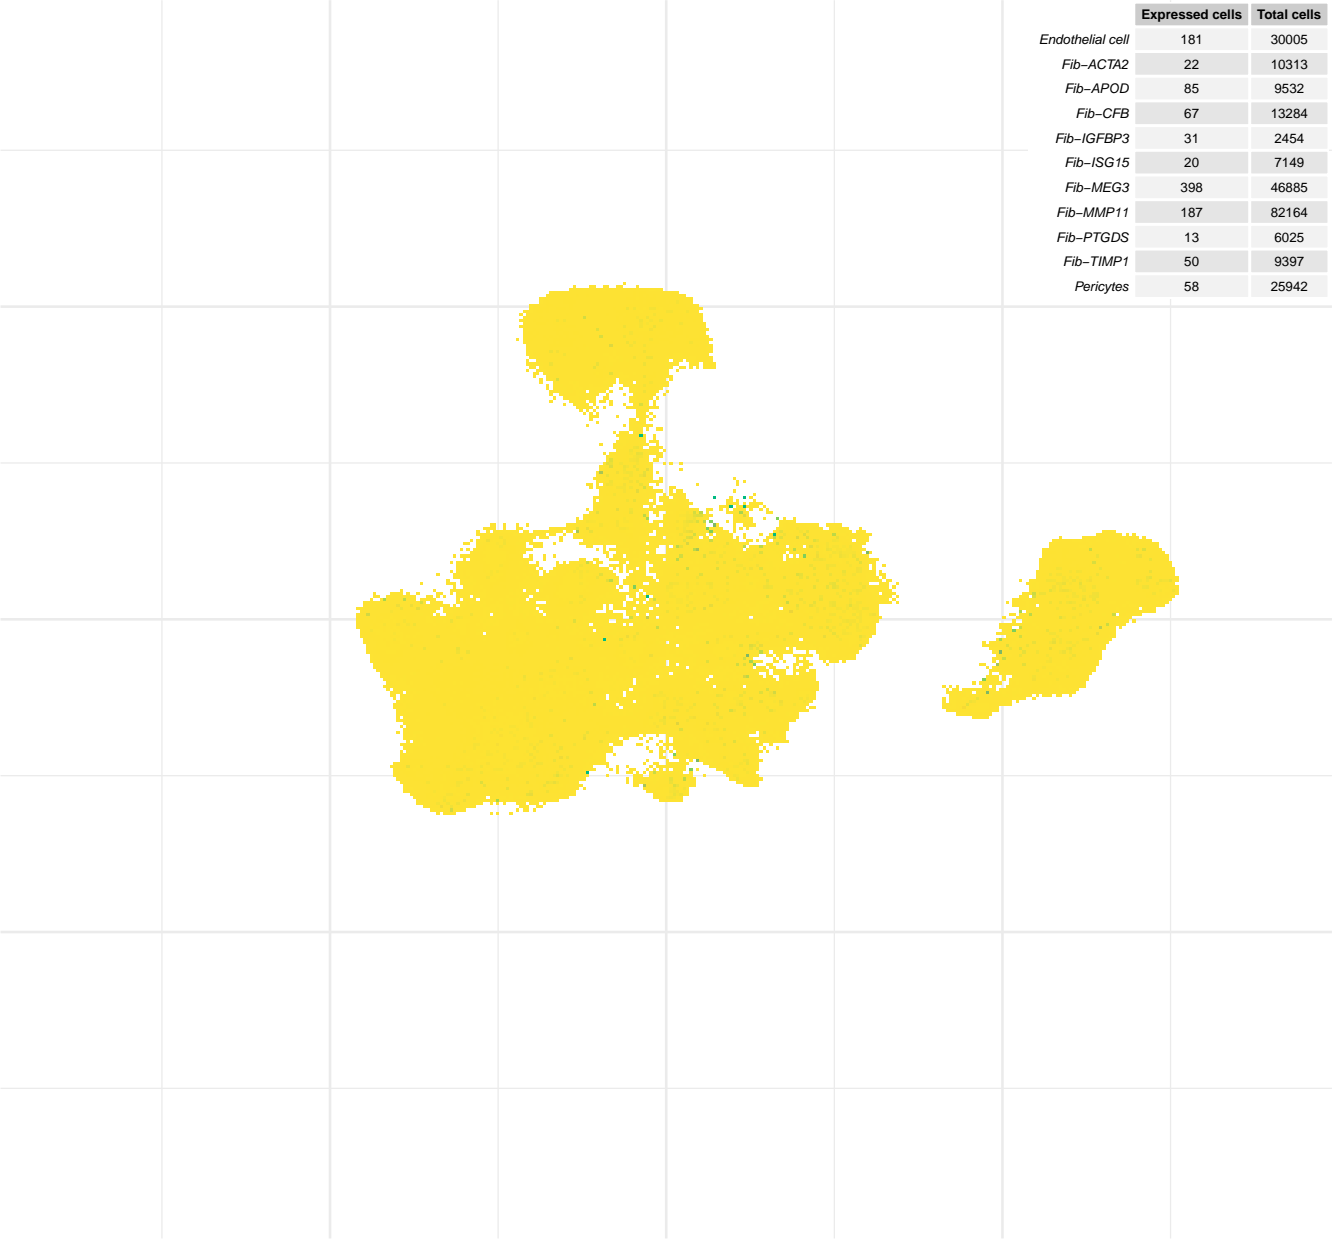 Expressed cells Total cells
Endothelial cell 181 30005
Fib−ACTA2 22 10313
Fib−APOD 85 9532
Fib−CFB 67 13284
Fib−IGFBP3 31 2454
Fib−ISG15 20 7149
Fib−MEG3 398 46885
Fib−MMP11 187 82164
Fib−PTGDS 13 6025
Fib−TIMP1 50 9397
Pericytes 58 25942